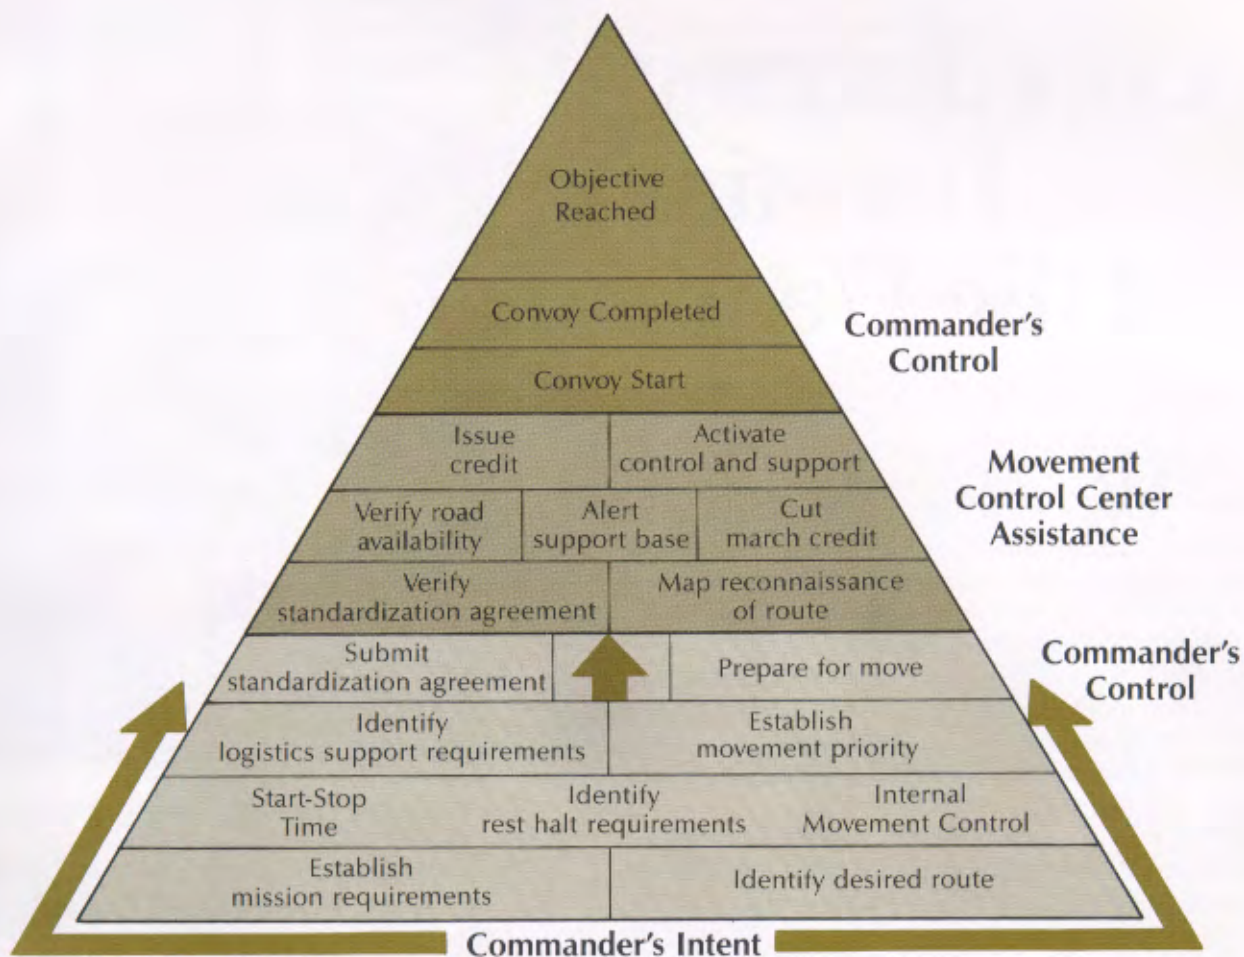 Objective
Reached
Convoy Completed
Commander's
Control
Convoy Start
Issue
credit
Activate
control and support
Movement
Control Center
Assistance
Verify road
availability
Alert
support base
Cut
march credit
Verify
standardization agreement
Map reconnaissance
of route
Submit
standardization agreement
Prepare for move
Commander's
Control
Identify
logistics support requirements
Establish
movement priority
Start-Stop
Time
Identify
rest halt requirements
Internal
Movement Control
Establish
mission requirements
Identify desired route
Commander's Intent